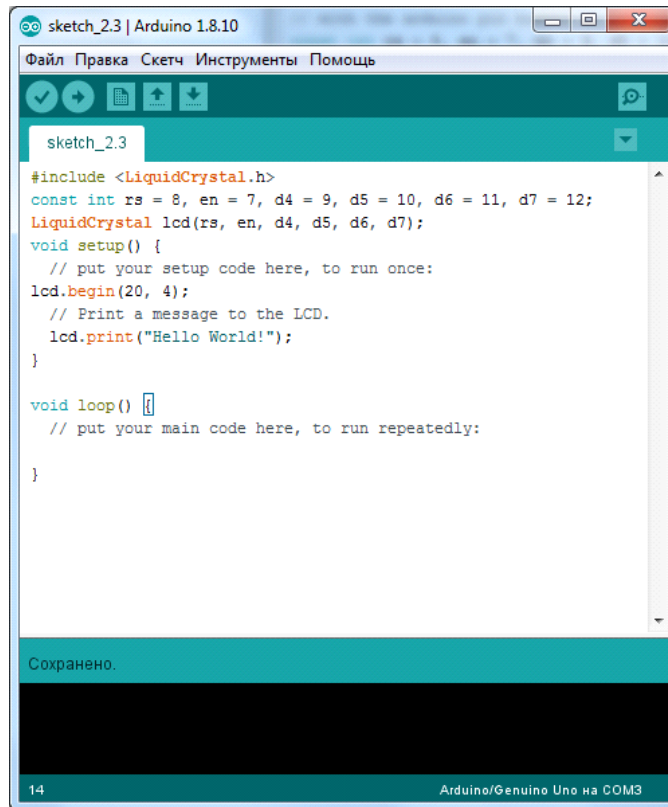 sketch_2.3 | Arduino 1.8.10
Файл Правка Скетч Инструменты Помощь
sketch_2.3
#include <LiquidCrystal.h>
const int rs = 8, en = 7, d4 = 9, d5 = 10, d6 = 11, d7 = 12;
LiquidCrystal lcd(rs, en, d4, d5, d6, d7);
void setup() {
  // put your setup code here, to run once:
lcd.begin(20, 4);
  // Print a message to the LCD.
  lcd.print("Hello World!");
}
void loop() {
  // put your main code here, to run repeatedly:
}
Сохранено.
14 Arduino/Genuino Uno на COM3